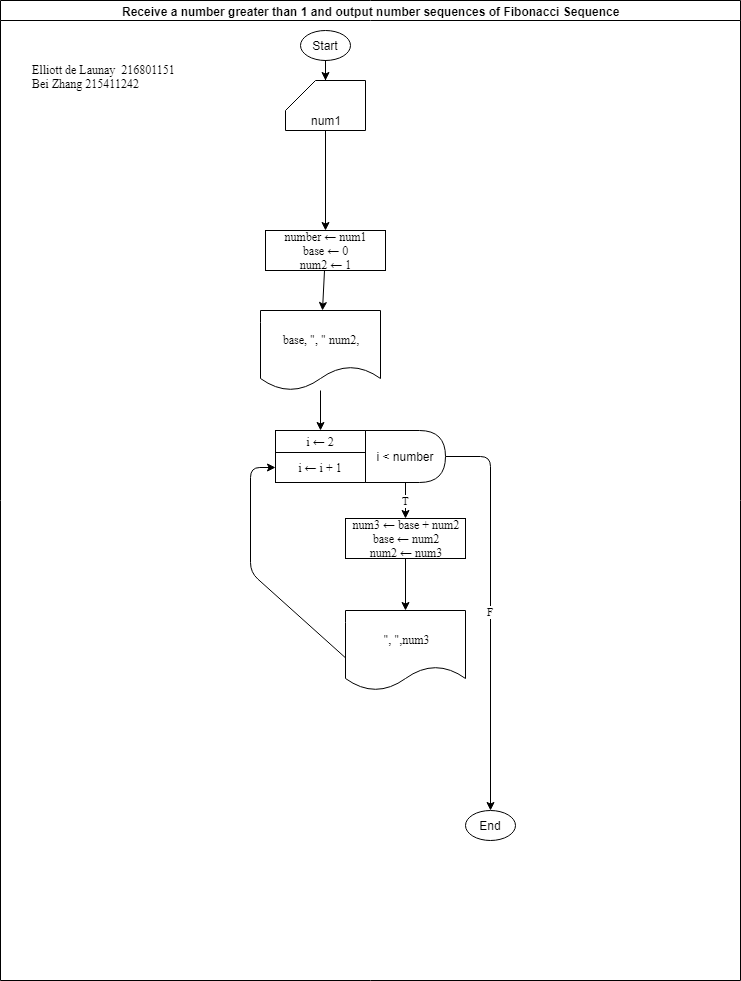 Receive a number greater than 1 and output number sequences of Fibonacci Sequence
Start
Elliott de Launay 216801151
Bei Zhang 215411242
num1
number ← num1
base ← 0
num2 ← 1
base, ", " num2,
i ← 2
i < number
i ← i + 1
T
num3 ← base + num2
base ← num2
num2 ← num3
F
", ",num3
End